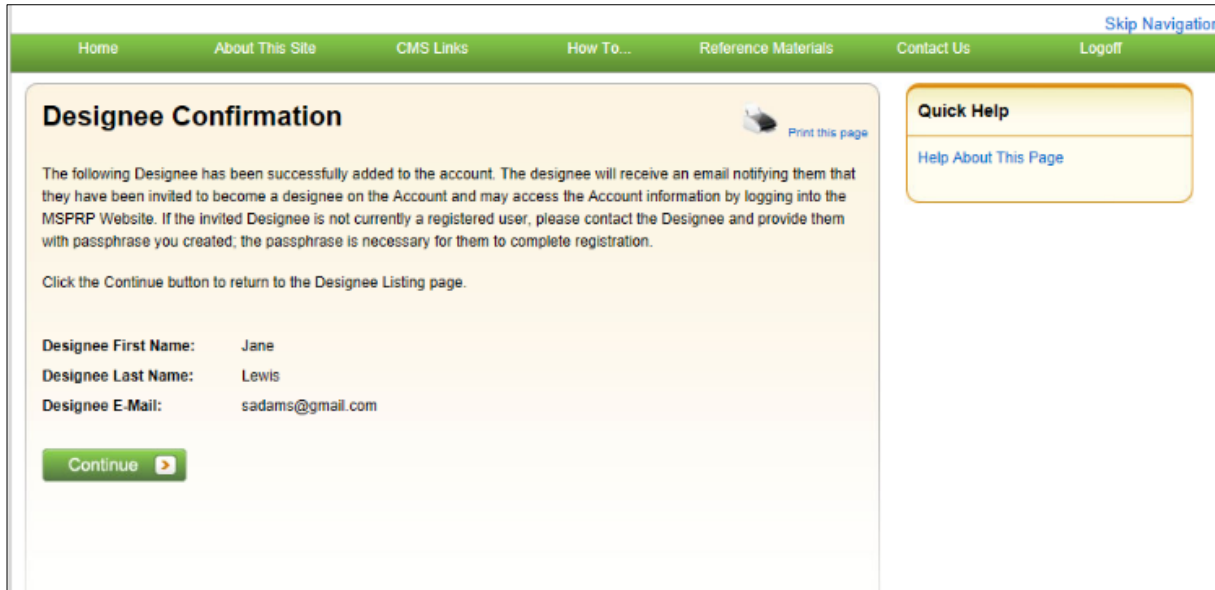 Skip Navigation
Home About This Site CMS Links How To... Reference Materials Contact Us Logoff
Designee Confirmation
Print this page
The following Designee has been successfully added to the account. The designee will receive an email notifying them that
they have been invited to become a designee on the Account and may access the Account information by logging into the
MSPRP Website. If the invited Designee is not currently a registered user, please contact the Designee and provide them
with passphrase you created; the passphrase is necessary for them to complete registration.
Click the Continue button to return to the Designee Listing page.
Designee First Name: Jane
Designee Last Name: Lewis
Designee E-Mail: sadams@gmail.com
Continue
Quick Help
Help About This Page